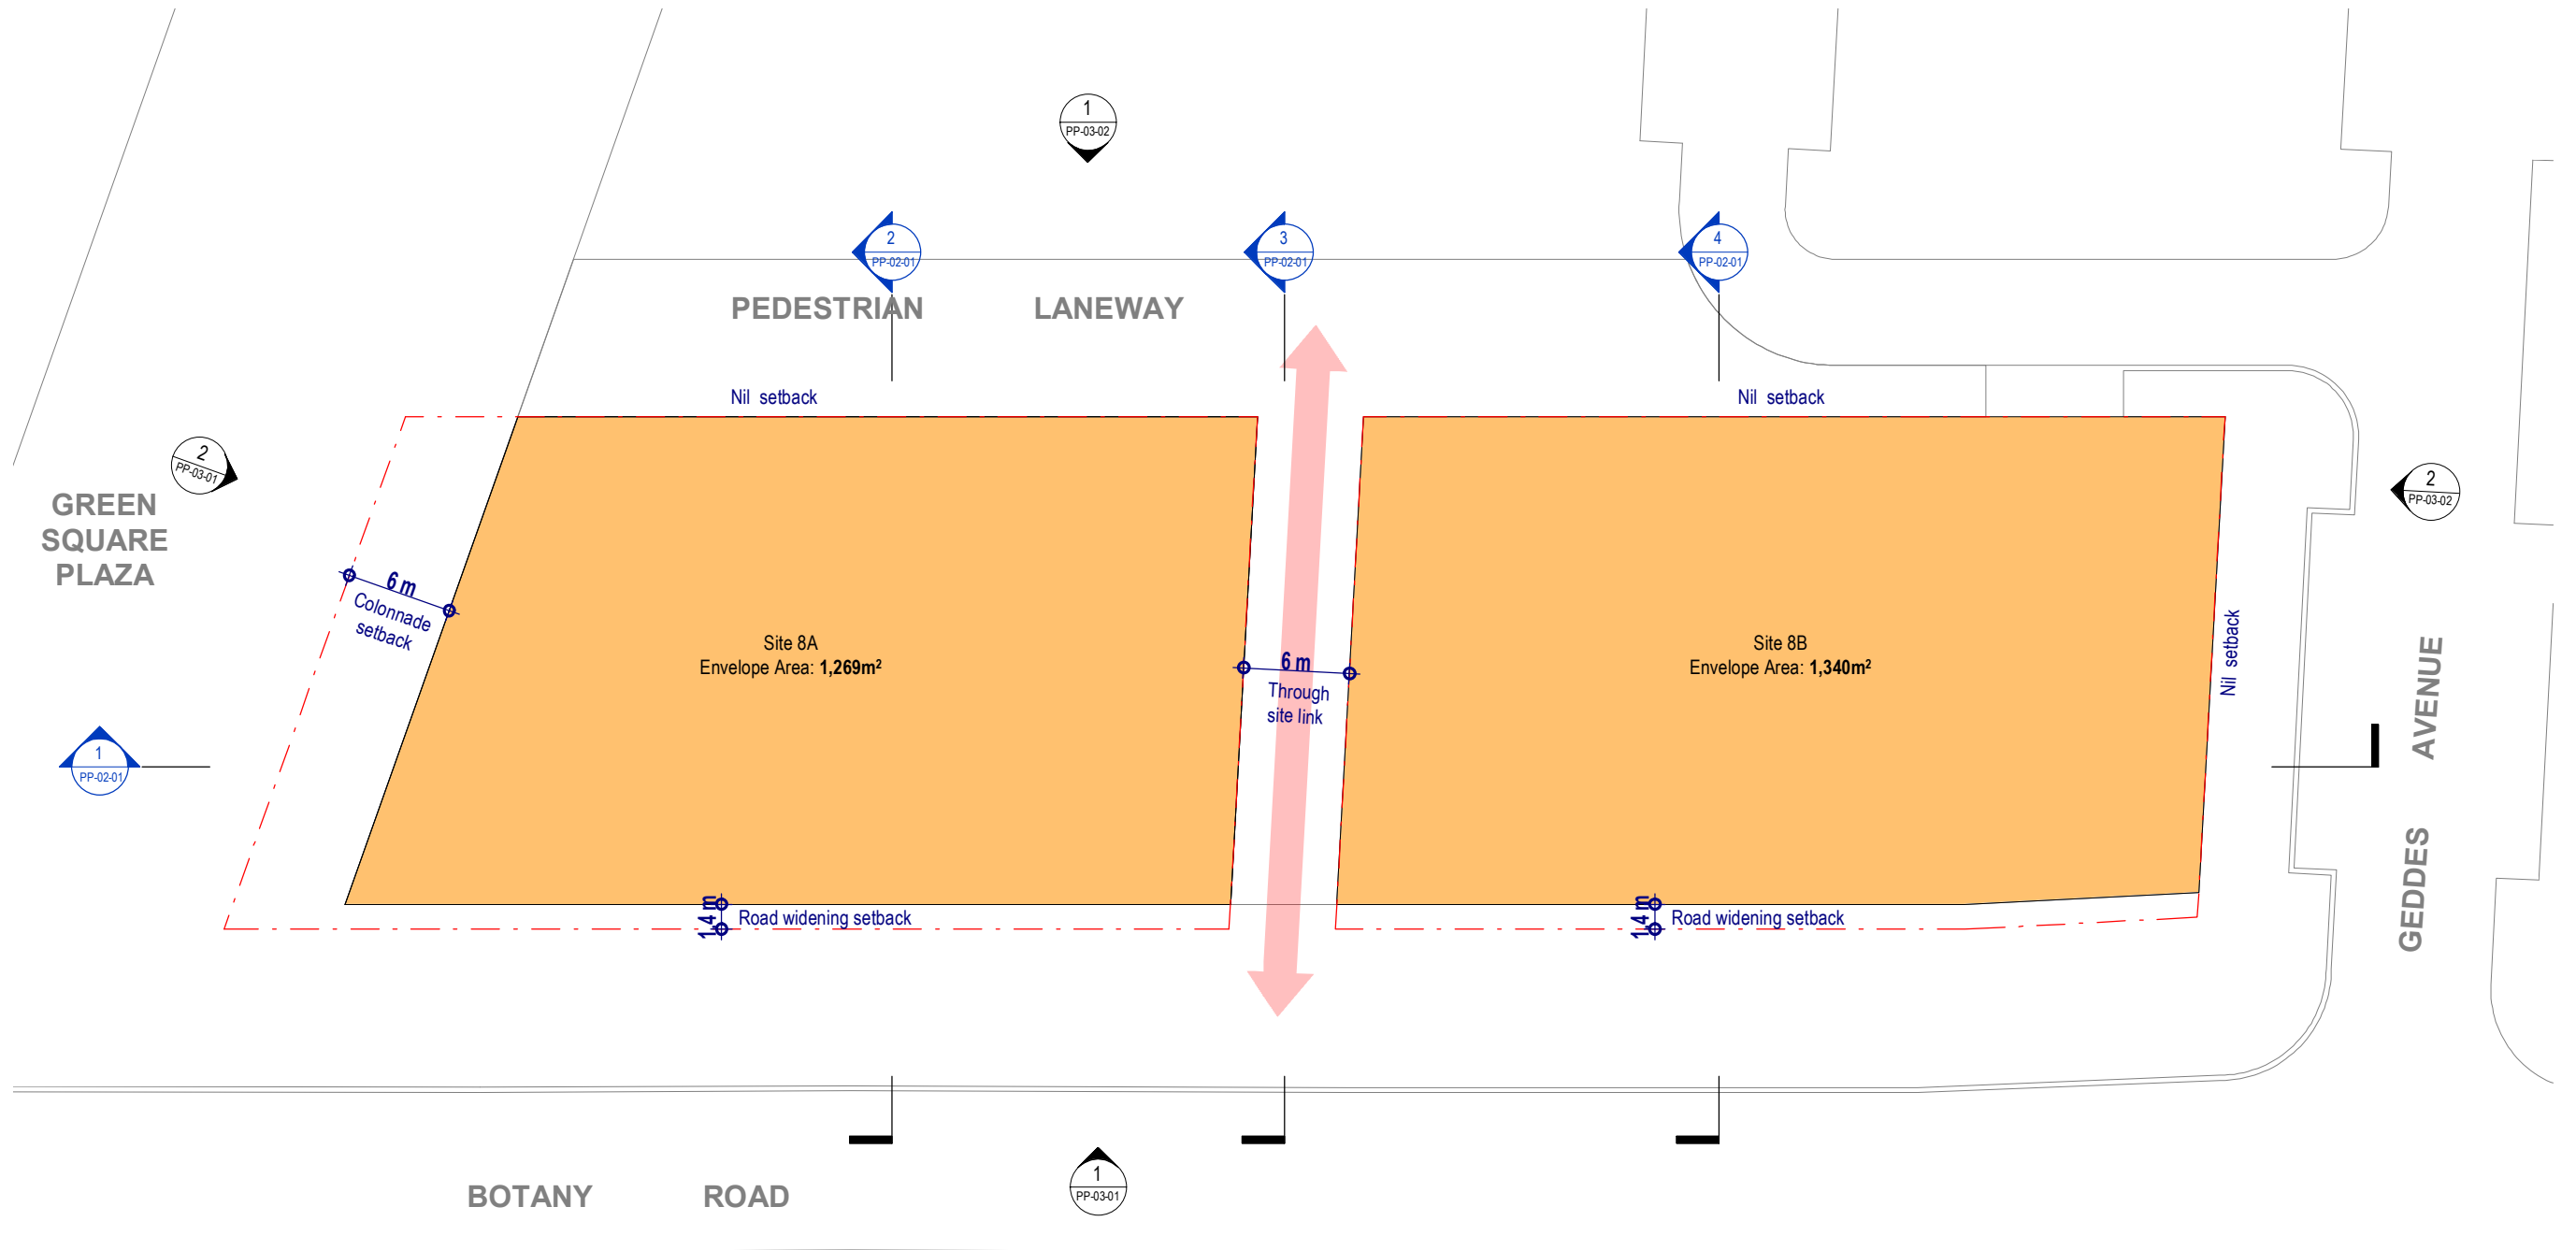 1
PP-03-02
2
PP-02-01
3
PP-02-01
4
PP-02-01
PEDESTRIAN LANEWAY
Nil setback
Nil setback
2
PP-03-01
GREEN
SQUARE
PLAZA
2
PP-03-02
6 m
Colonnade
setback
Site 8A
Envelope Area: 1,269m²
6 m
Through
site link
Site 8B
Envelope Area: 1,340m²
Nil setback
GEDDES AVENUE
1
PP-02-01
1.4 m
Road widening setback
1.4 m
Road widening setback
BOTANY ROAD
1
PP-03-01